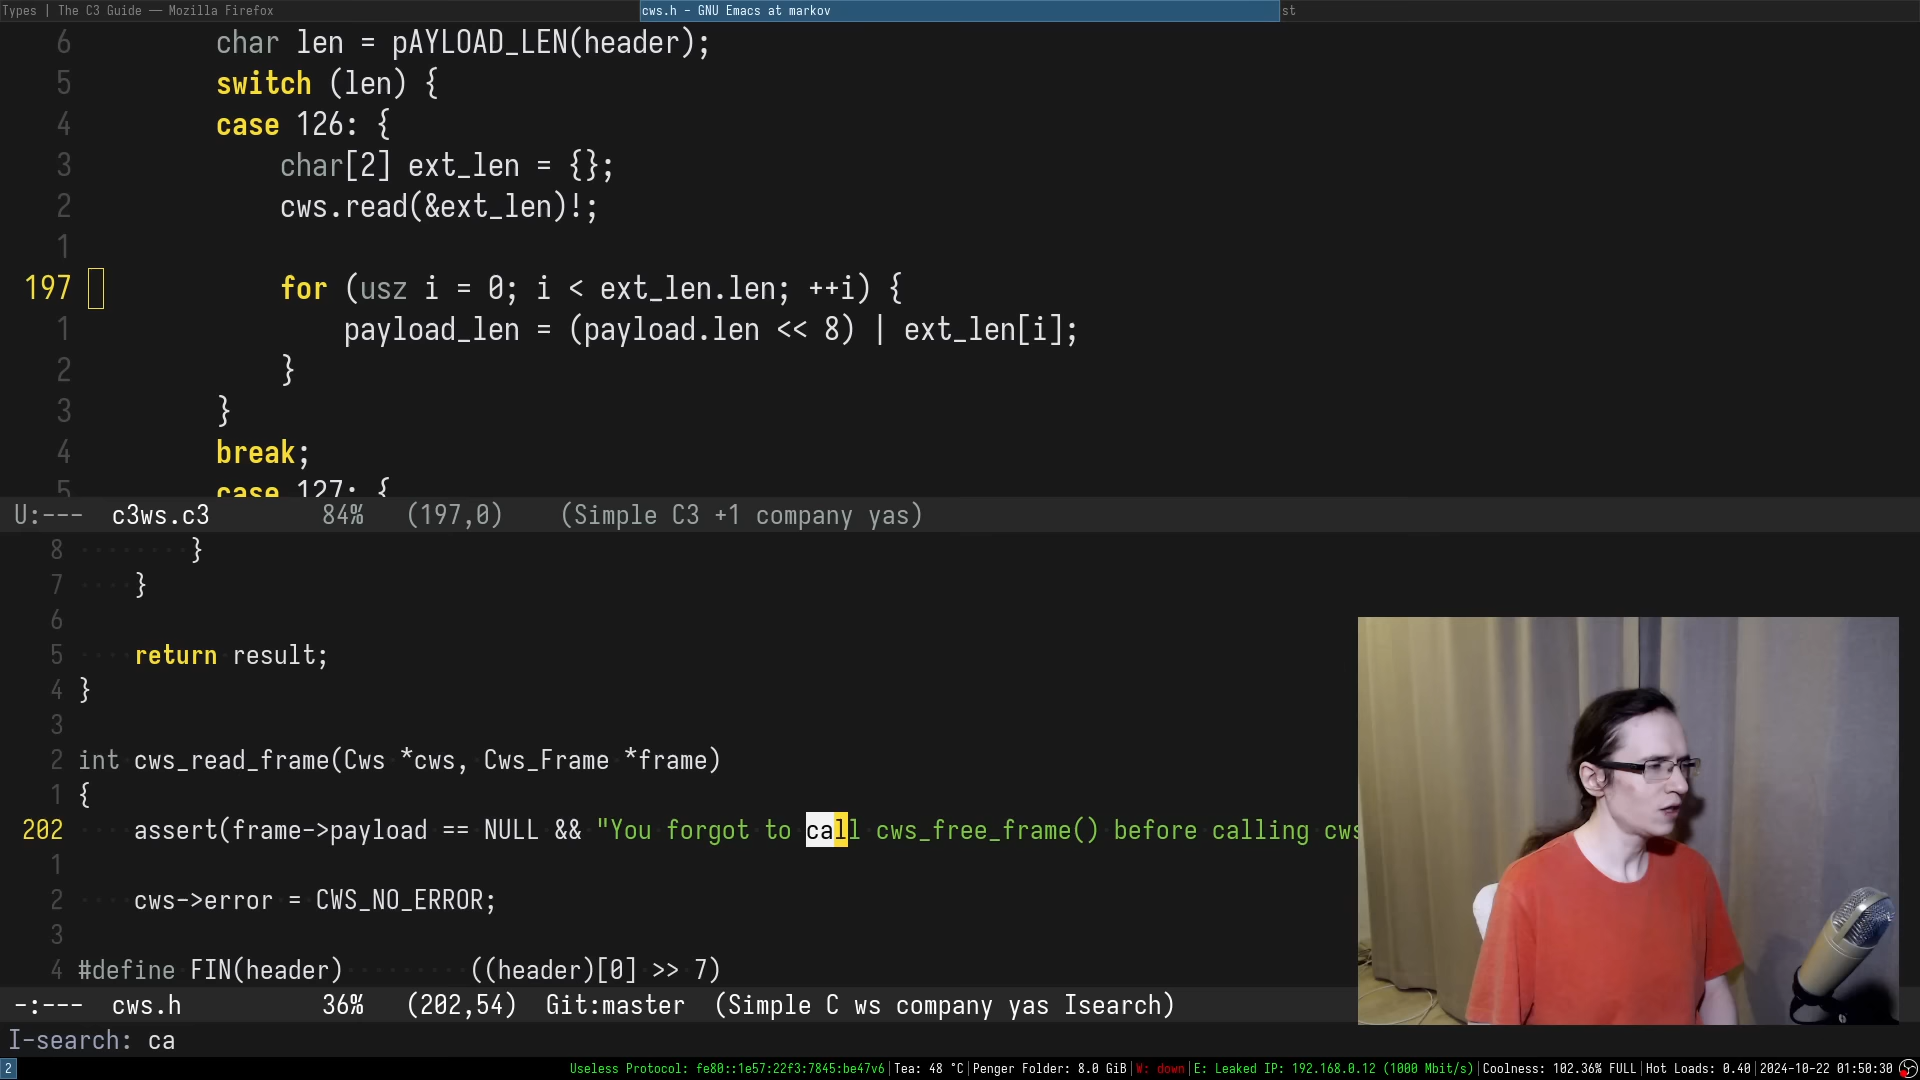 Types | The C3 Guide — Mozilla Firefox
cws.h - GNU Emacs at markov
st
6 char len = pAYLOAD_LEN(header);
5 switch (len) {
4 case 126: {
3 char[2] ext_len = {};
2 cws.read(&ext_len)!;
1
197 for (usz i = 0; i < ext_len.len; ++i) {
1 payload_len = (payload.len << 8) | ext_len[i];
2 }
3 }
4 break;
5 case 127: {
U:--- c3ws.c3 84% (197,0) (Simple C3 +1 company yas)
8 }
7 }
6
5 return result;
4 }
3
2 int cws_read_frame(Cws *cws, Cws_Frame *frame)
1 {
202 assert(frame->payload == NULL && "You forgot to call cws_free_frame() before calling cws
1
2 cws->error = CWS_NO_ERROR;
3
4 #define FIN(header) ((header)[0] >> 7)
-:--- cws.h 36% (202,54) Git:master (Simple C ws company yas Isearch)
I-search: ca
2 Useless Protocol: fe80::1e57:22f3:7845:be47v6|Tea: 48 °C|Penger Folder: 8.0 GiB|W: down|E: Leaked IP: 192.168.0.12 (1000 Mbit/s)|Coolness: 102.36% FULL|Hot Loads: 0.40|2024-10-22 01:50:30